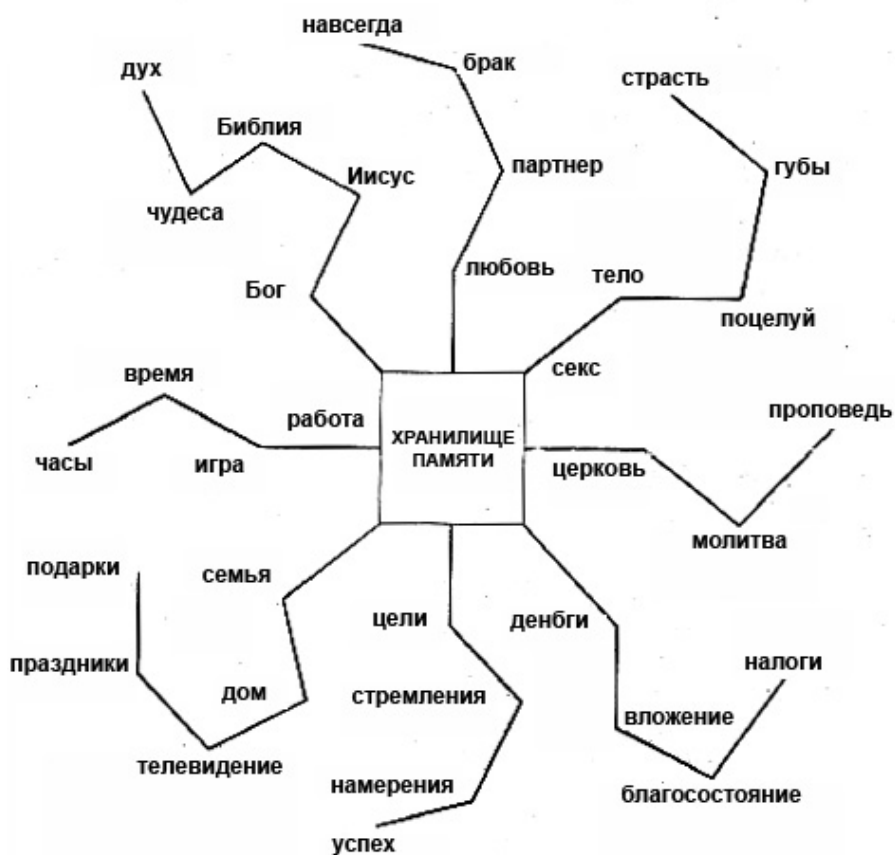 навсегда
дух
брак
страсть
Библия
партнер
губы
Иисус
чудеса
любовь
тело
Бог
поцелуй
секс
время
работа
проповедь
ХРАНИЛИЩЕ
ПАМЯТИ
часы
игра
церковь
молитва
подарки
семья
цели
денбги
праздники
налоги
дом
стремления
вложение
телевидение
намерения
благосостояние
успех